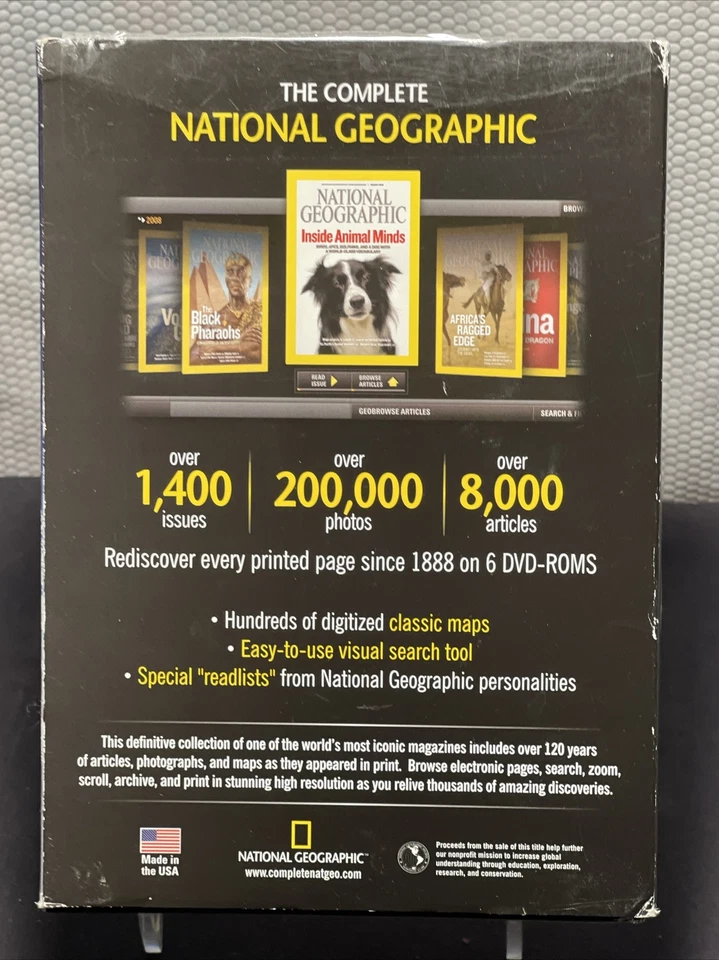 THE COMPLETE
NATIONAL GEOGRAPHIC
2008
BROW
NATIONAL
GEOGRAPHIC
Inside Animal Minds
The
Black
Pharaohs
AFRICA'S
RAGGED
EDGE
DRAGON
READ
ISSUE
BROWSE
ARTICLES
GEOBROWSE ARTICLES
SEARCH & FI
over
1,400
issues
over
200,000
photos
over
8,000
articles
Rediscover every printed page since 1888 on 6 DVD-ROMS
• Hundreds of digitized classic maps
• Easy-to-use visual search tool
• Special "readlists" from National Geographic personalities
This definitive collection of one of the world's most iconic magazines includes over 120 years
of articles, photographs, and maps as they appeared in print. Browse electronic pages, search, zoom,
scroll, archive, and print in stunning high resolution as you relive thousands of amazing discoveries.
Made in
the USA
NATIONAL GEOGRAPHIC™
www.completenatgeo.com
Proceeds from the sale of this title help further
our nonprofit mission to increase global
understanding through education, exploration,
research, and conservation.